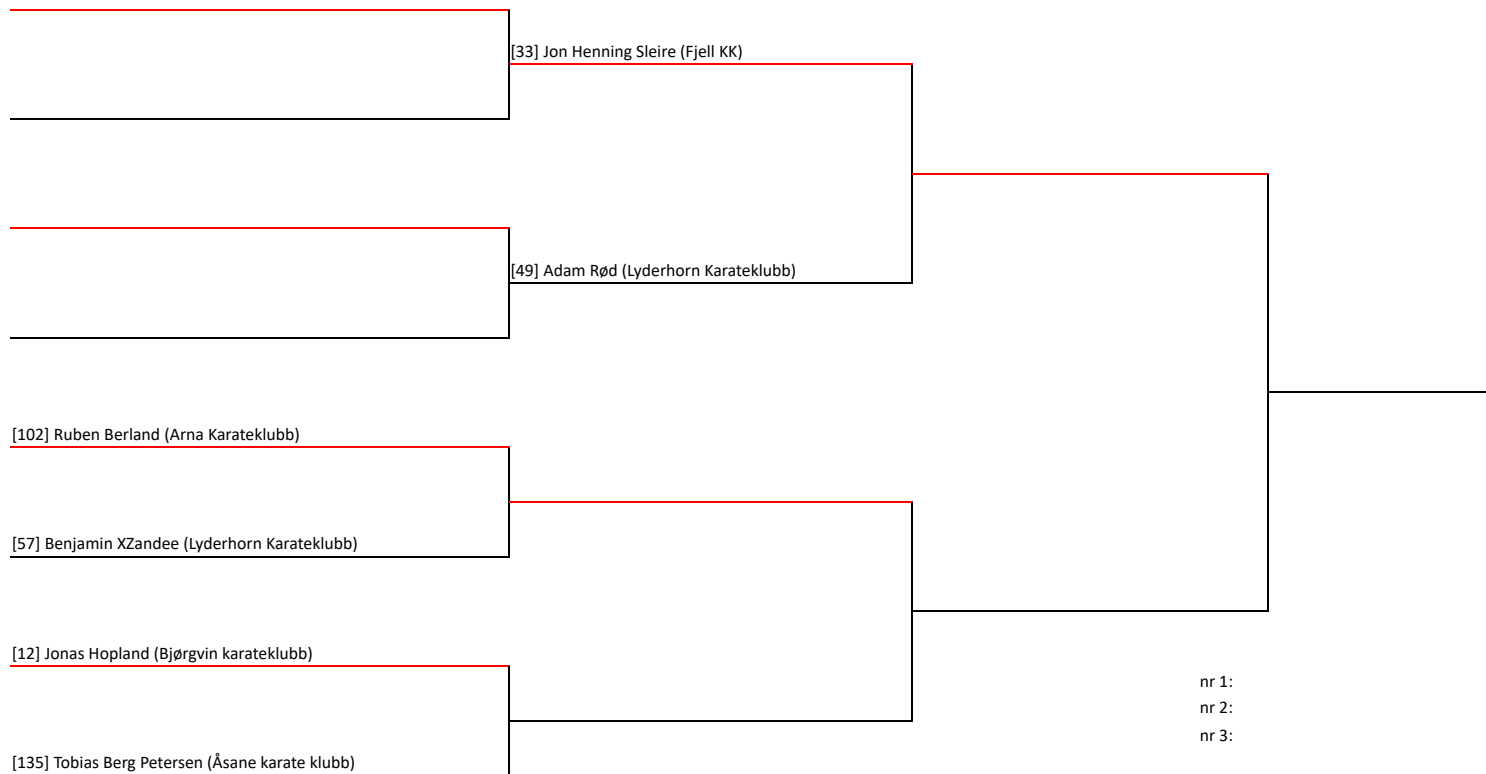 [33] Jon Henning Sleire (Fjell KK)
[49] Adam Rød (Lyderhorn Karateklubb)
[102] Ruben Berland (Arna Karateklubb)
[57] Benjamin XZandee (Lyderhorn Karateklubb)
[12] Jonas Hopland (Bjørgvin karateklubb)
nr 1:
nr 2:
nr 3:
[135] Tobias Berg Petersen (Åsane karate klubb)